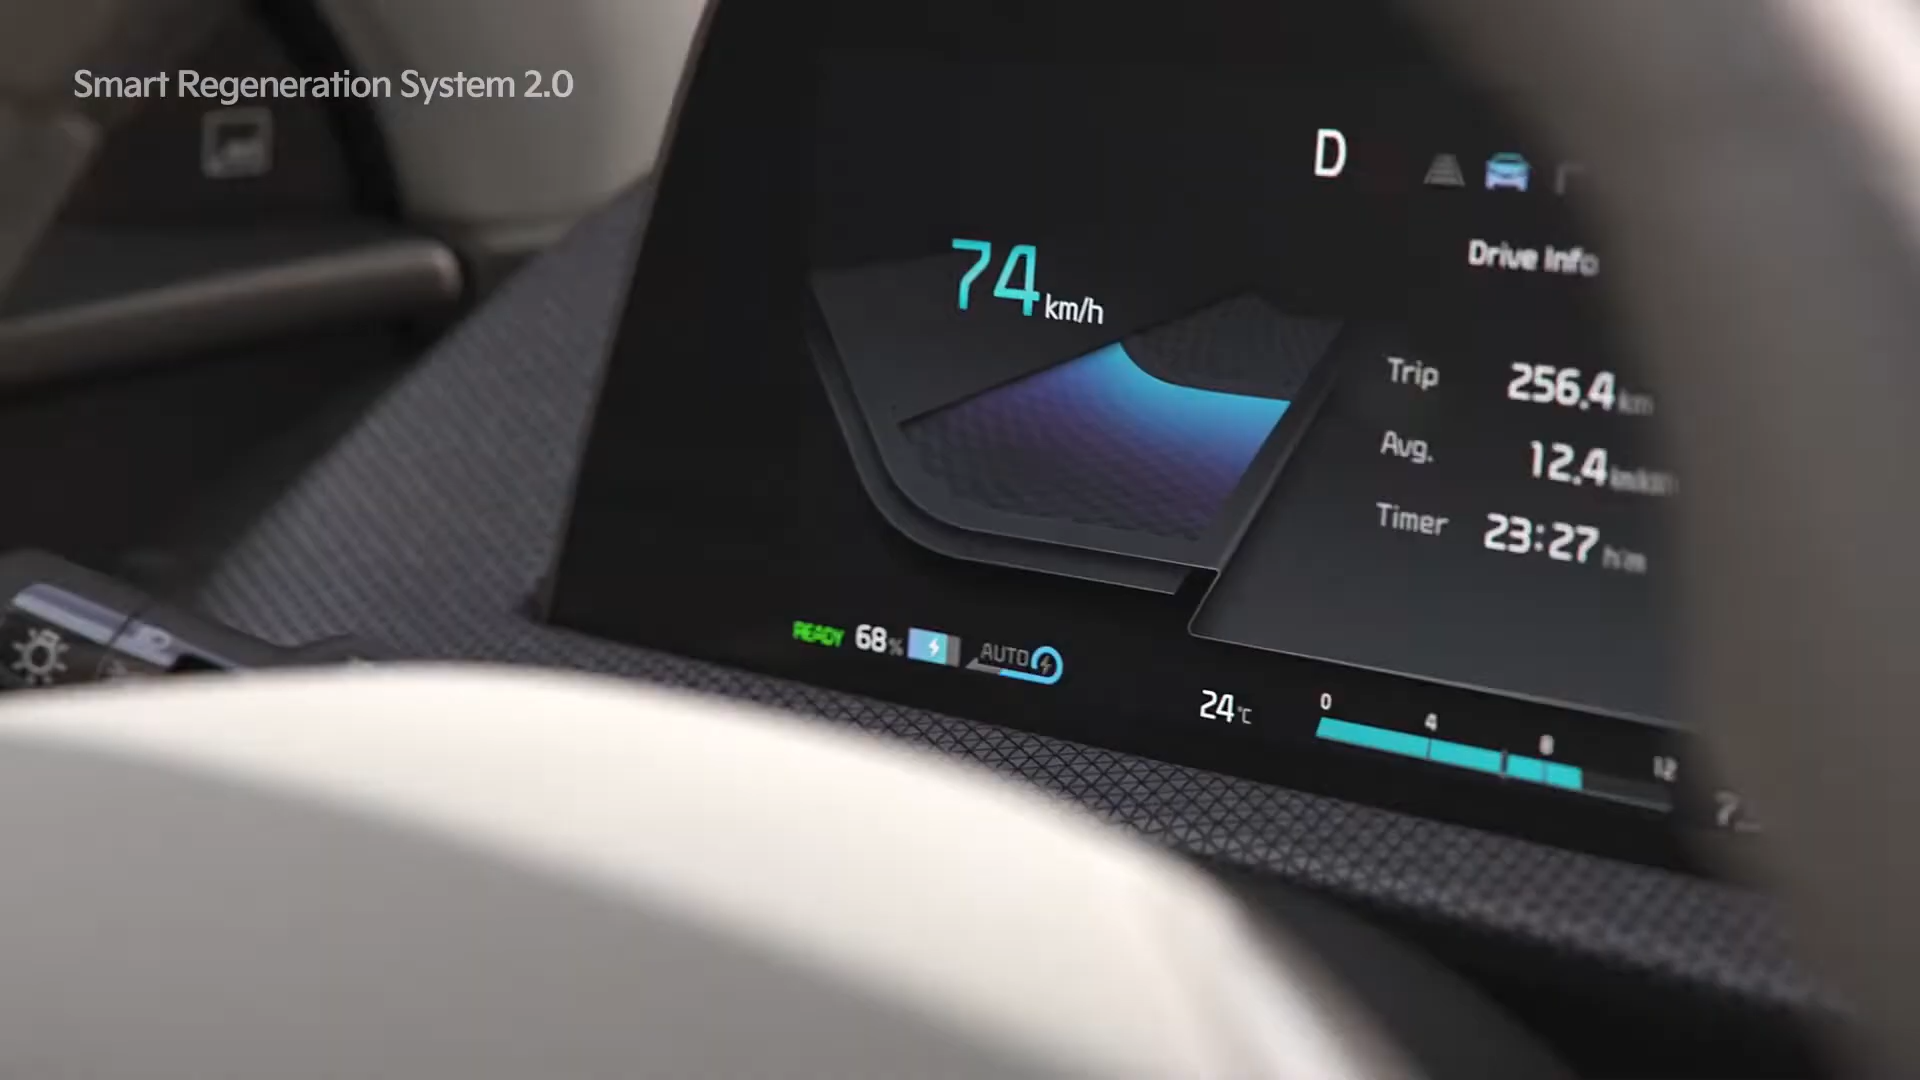 Smart Regeneration System 2.0
D
74 km/h
Drive Info
Trip 256.4 km
Avg. 12.4
Timer 23:27 h:m
READY 68 % AUTO
24 °C
0 4 8 12